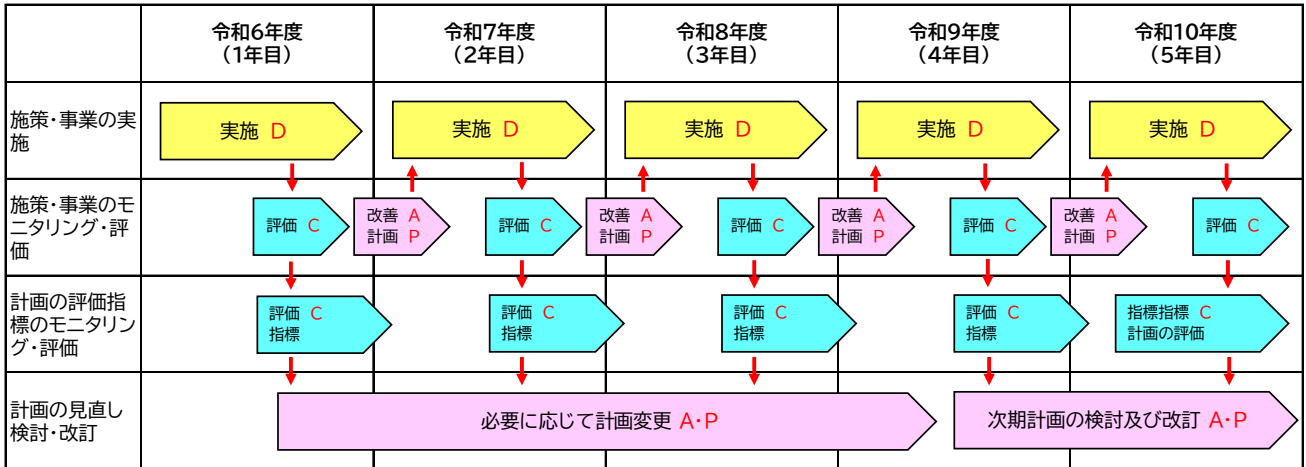 令和6年度
（1年目）
令和7年度
（2年目）
令和8年度
（3年目）
令和9年度
（4年目）
令和10年度
（5年目）
施策・事業の実
施
実施 D
実施 D
実施 D
実施 D
実施 D
施策・事業のモ
ニタリング・評
価
評価 C
改善 A
計画 P
評価 C
改善 A
計画 P
評価 C
改善 A
計画 P
評価 C
改善 A
計画 P
評価 C
計画の評価指
標のモニタリン
グ・評価
評価 C
指標
評価 C
指標
評価 C
指標
評価 C
指標
指標指標 C
計画の評価
計画の見直し
検討・改訂
必要に応じて計画変更 A・P
次期計画の検討及び改訂 A・P